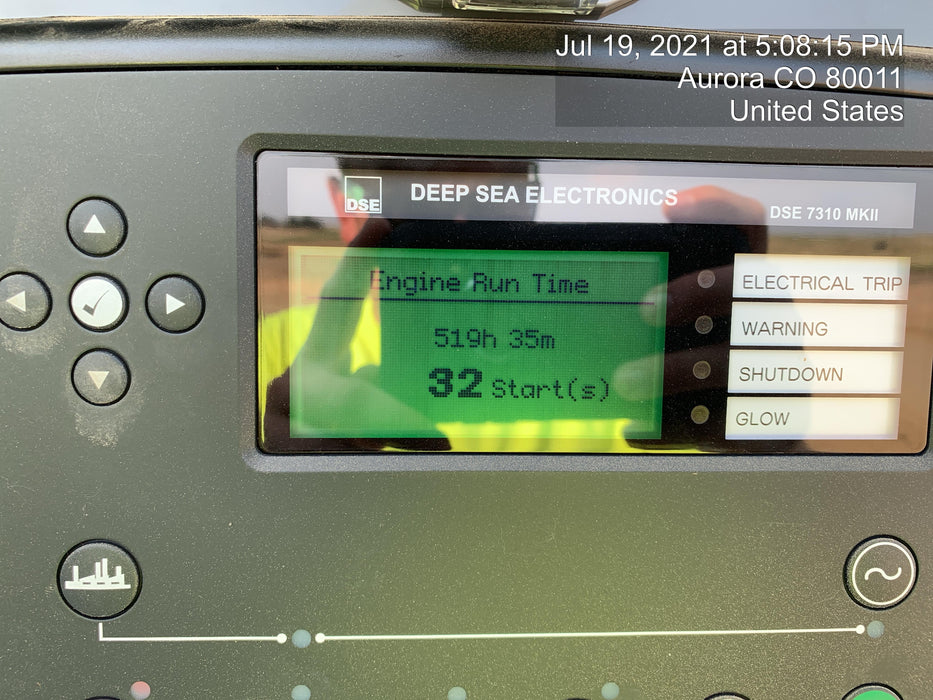 Jul 19, 2021 at 5:08:15 PM
Aurora CO 80011
United States
DSE
DEEP SEA ELECTRONICS
DSE 7310 MKII
Engine Run Time
519h 35m
32 Start(s)
ELECTRICAL TRIP
WARNING
SHUTDOWN
GLOW